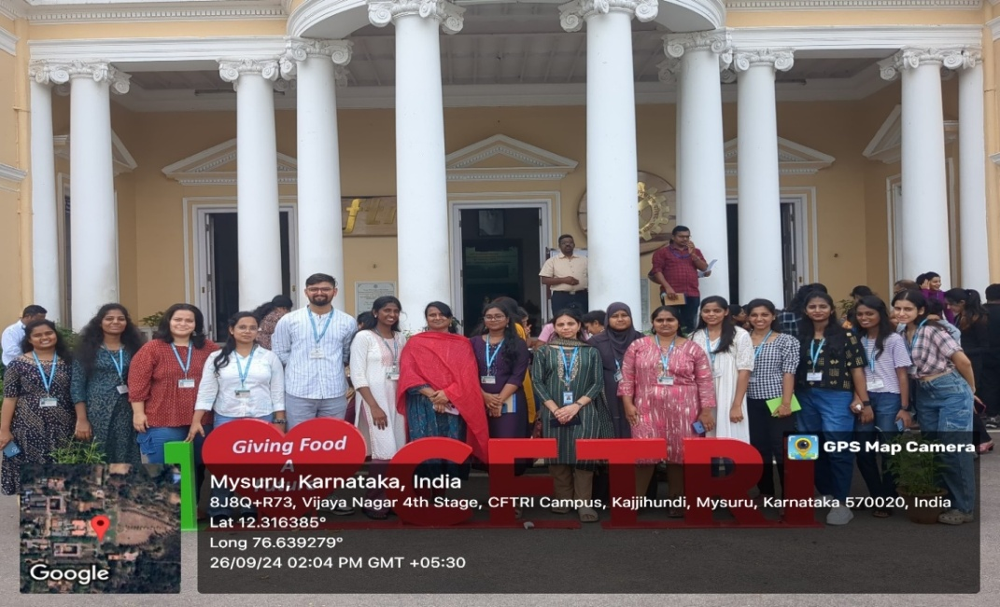 Giving Food
A
Future
I
CFTRI
GPS Map Camera
Mysuru, Karnataka, India
8J8Q+R73, Vijaya Nagar 4th Stage, CFTRI Campus, Kajjihundi, Mysuru, Karnataka 570020, India
Lat 12.316385°
Long 76.639279°
26/09/24 02:04 PM GMT +05:30
Google